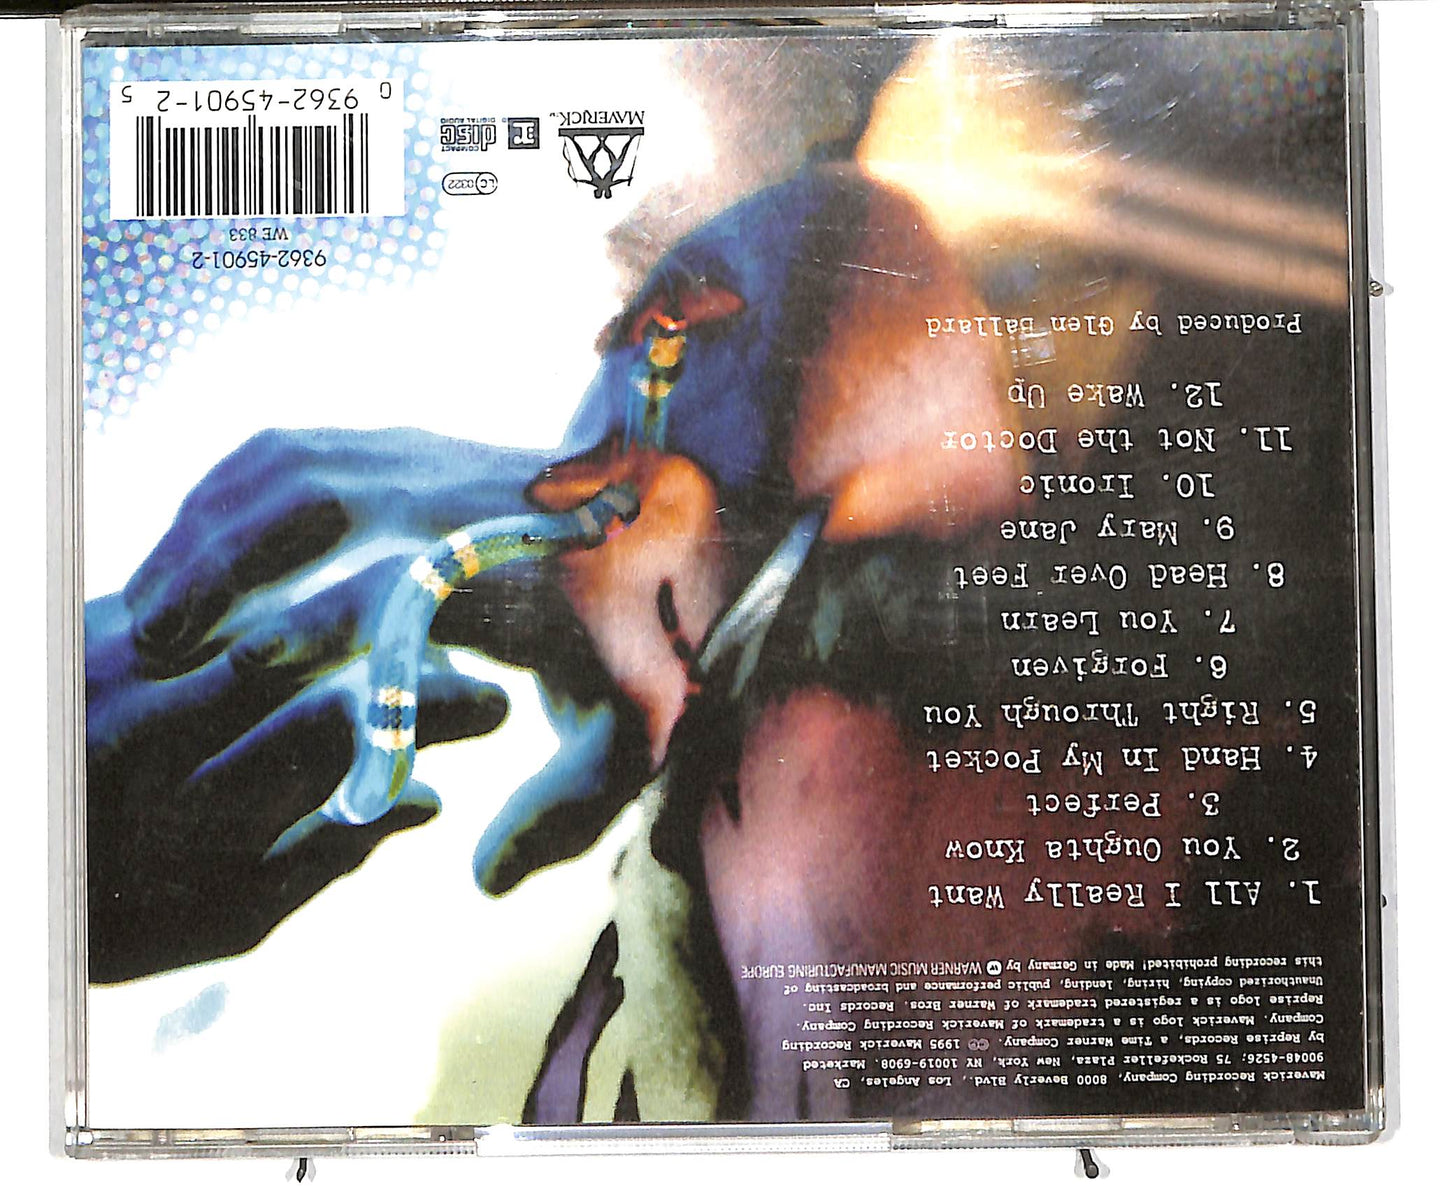 Maverick Recording Company, 8000 Beverly Blvd., Los Angeles, CA
90048-4526; 75 Rockefeller Plaza, New York, NY 10019-6908. Marketed
by Reprise Records, a Time Warner Company. ℗© 1995 Maverick Recording
Company. Maverick logo is a trademark of Maverick Recording Company.
Reprise logo is a registered trademark of Warner Bros. Records Inc.
Unauthorized copying, hiring, lending, public performance and broadcasting of
this recording prohibited! Made in Germany by W WARNER MUSIC MANUFACTURING EUROPE
1. All I Really Want
2. You Oughta Know
3. Perfect
4. Hand In My Pocket
5. Right Through You
6. Forgiven
7. You Learn
8. Head Over Feet
9. Mary Jane
10. Ironic
11. Not the Doctor
12. Wake Up
Produced by Glen Ballard
9362-45901-2
WE 833
0 9362-45901-2 5
LC 0322
COMPACT
disc
DIGITAL AUDIO
r:
MAVERICK™